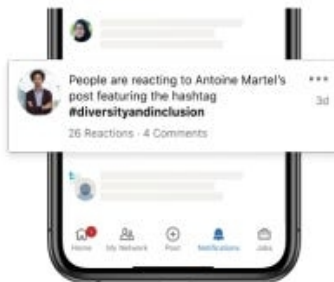 People are reacting to Antoine Martel's
post featuring the hashtag
#diversityandinclusion
26 Reactions · 4 Comments
3d
Home My Network Post Notifications Jobs